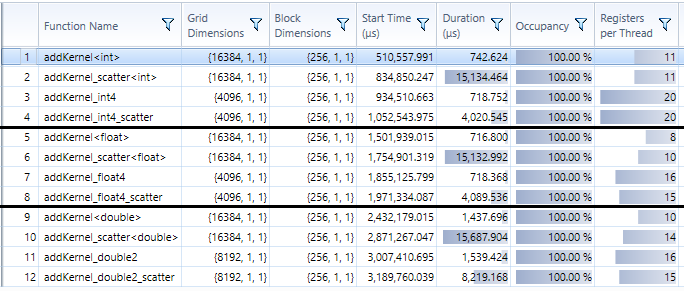 Function Name Grid Dimensions Block Dimensions Start Time (µs) Duration (µs) Occupancy Registers per Thread
1 addKernel<int> {16384, 1, 1} {256, 1, 1} 510,557.991 742.624 100.00 % 11
2 addKernel_scatter<int> {16384, 1, 1} {256, 1, 1} 834,850.247 15,134.464 100.00 % 11
3 addKernel_int4 {4096, 1, 1} {256, 1, 1} 934,510.663 718.752 100.00 % 20
4 addKernel_int4_scatter {4096, 1, 1} {256, 1, 1} 1,052,543.975 4,020.545 100.00 % 20
5 addKernel<float> {16384, 1, 1} {256, 1, 1} 1,501,939.015 716.800 100.00 % 8
6 addKernel_scatter<float> {16384, 1, 1} {256, 1, 1} 1,754,901.319 15,132.992 100.00 % 10
7 addKernel_float4 {4096, 1, 1} {256, 1, 1} 1,855,125.799 718.368 100.00 % 16
8 addKernel_float4_scatter {4096, 1, 1} {256, 1, 1} 1,971,334.087 4,089.536 100.00 % 15
9 addKernel<double> {16384, 1, 1} {256, 1, 1} 2,432,179.015 1,437.696 100.00 % 10
10 addKernel_scatter<double> {16384, 1, 1} {256, 1, 1} 2,871,267.047 15,687.904 100.00 % 14
11 addKernel_double2 {8192, 1, 1} {256, 1, 1} 3,007,410.695 1,539.424 100.00 % 16
12 addKernel_double2_scatter {8192, 1, 1} {256, 1, 1} 3,189,760.039 8,219.168 100.00 % 15